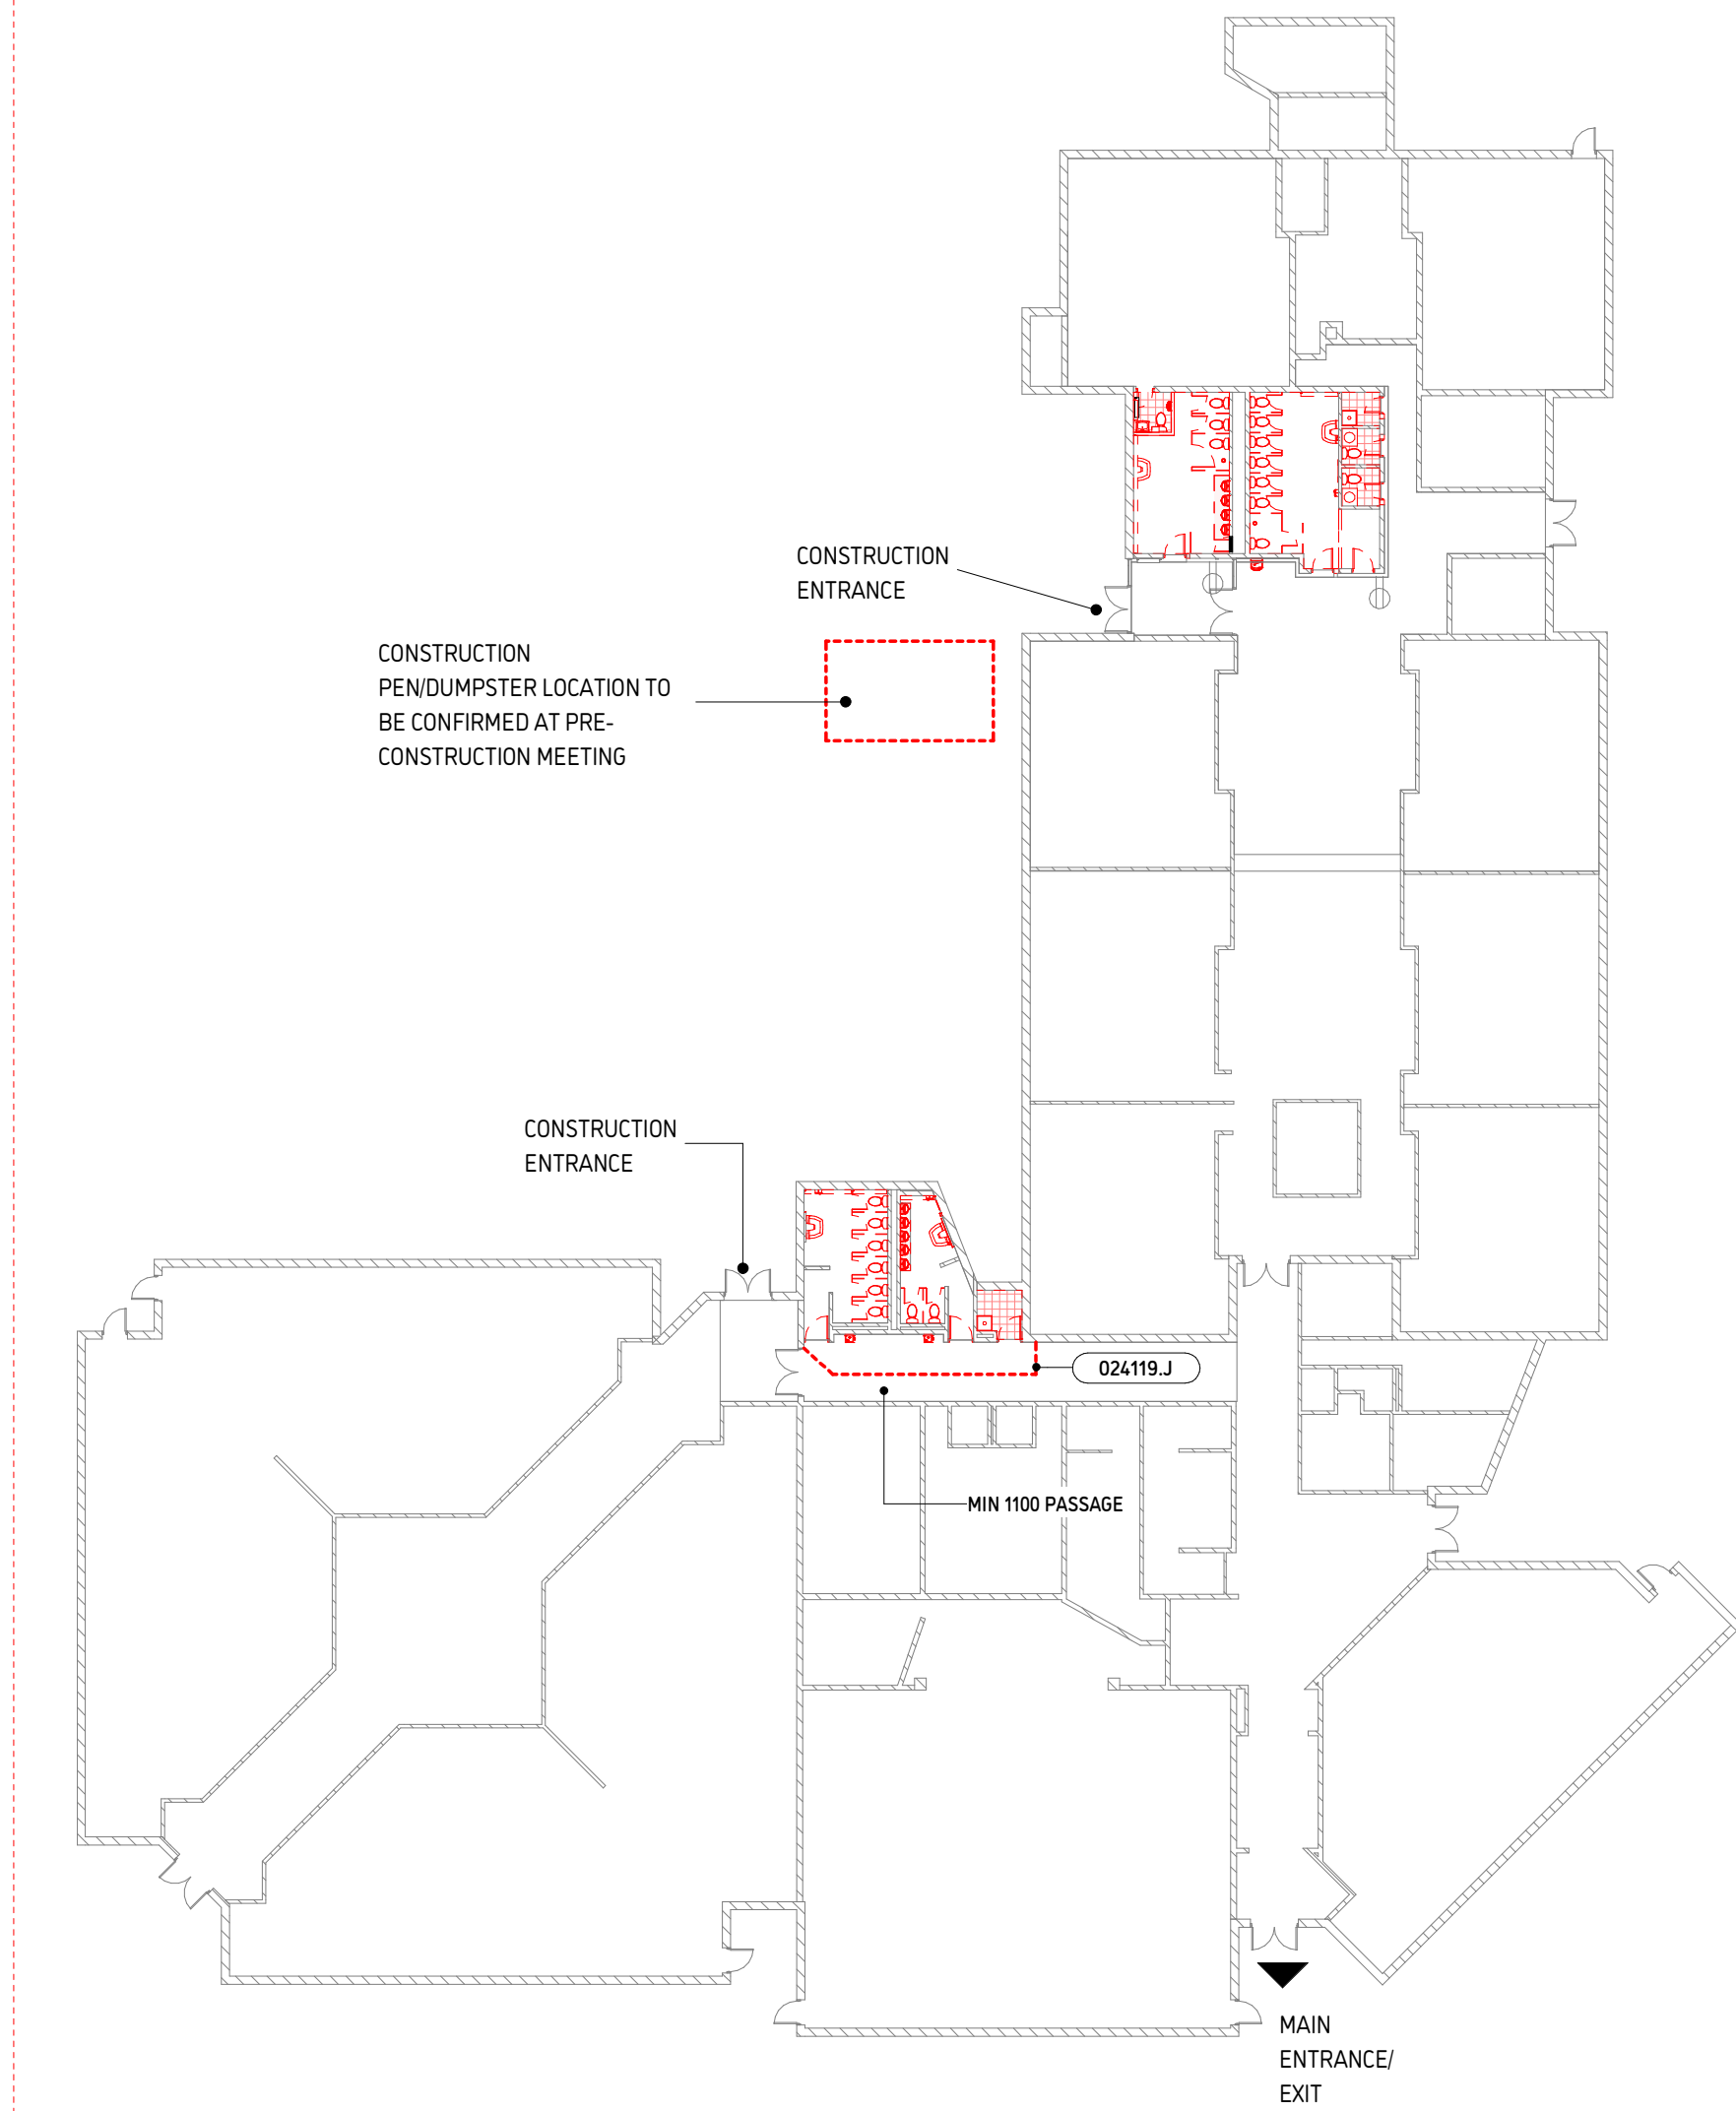 CONSTRUCTION
ENTRANCE
CONSTRUCTION
PEN/DUMPSTER LOCATION TO
BE CONFIRMED AT PRE-
CONSTRUCTION MEETING
CONSTRUCTION
ENTRANCE
024119.J
MIN 1100 PASSAGE
MAIN
ENTRANCE/
EXIT